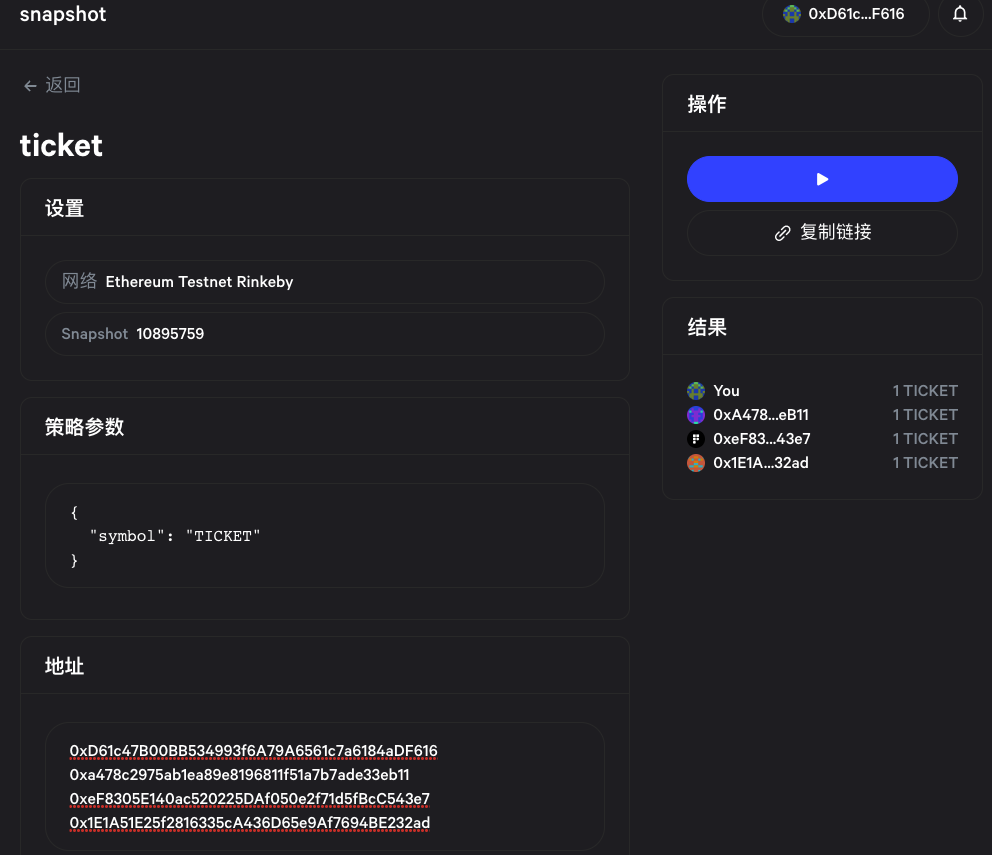 snapshot
0xD61c...F616
← 返回
ticket
设置
网络 Ethereum Testnet Rinkeby
Snapshot 10895759
策略参数
{
"symbol": "TICKET"
}
地址
0xD61c47B00BB534993f6A79A6561c7a6184aDF616
0xa478c2975ab1ea89e8196811f51a7b7ade33eb11
0xeF8305E140ac520225DAf050e2f71d5fBcC543e7
0x1E1A51E25f2816335cA436D65e9Af7694BE232ad
操作
复制链接
结果
You 1 TICKET
0xA478...eB11 1 TICKET
0xeF83...43e7 1 TICKET
0x1E1A...32ad 1 TICKET